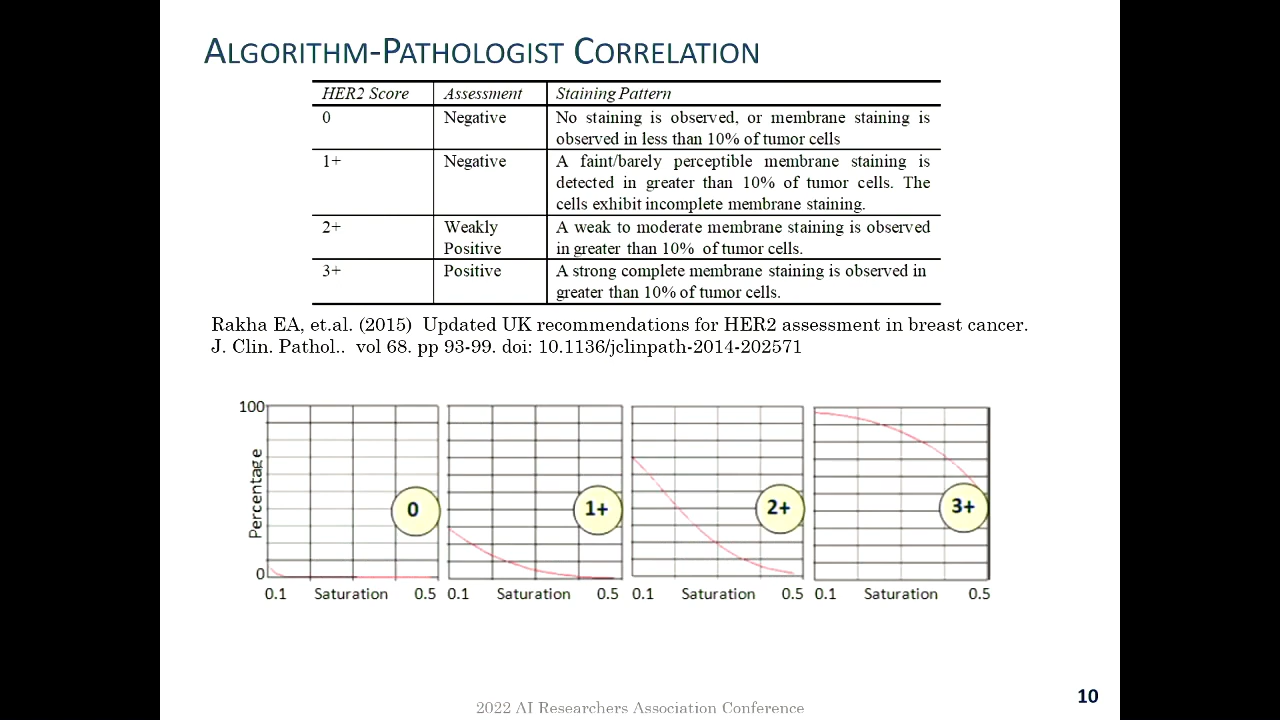 ALGORITHM-PATHOLOGIST CORRELATION
HER2 Score Assessment Staining Pattern
0 Negative No staining is observed, or membrane staining is
observed in less than 10% of tumor cells
1+ Negative A faint/barely perceptible membrane staining is
detected in greater than 10% of tumor cells. The
cells exhibit incomplete membrane staining.
2+ Weakly Positive A weak to moderate membrane staining is observed
in greater than 10% of tumor cells.
3+ Positive A strong complete membrane staining is observed in
greater than 10% of tumor cells.
Rakha EA, et.al. (2015) Updated UK recommendations for HER2 assessment in breast cancer.
J. Clin. Pathol.. vol 68. pp 93-99. doi: 10.1136/jclinpath-2014-202571
100
Percentage
0
0 1+ 2+ 3+
0.1 Saturation 0.5 0.1 Saturation 0.5 0.1 Saturation 0.5 0.1 Saturation 0.5
2022 AI Researchers Association Conference
10